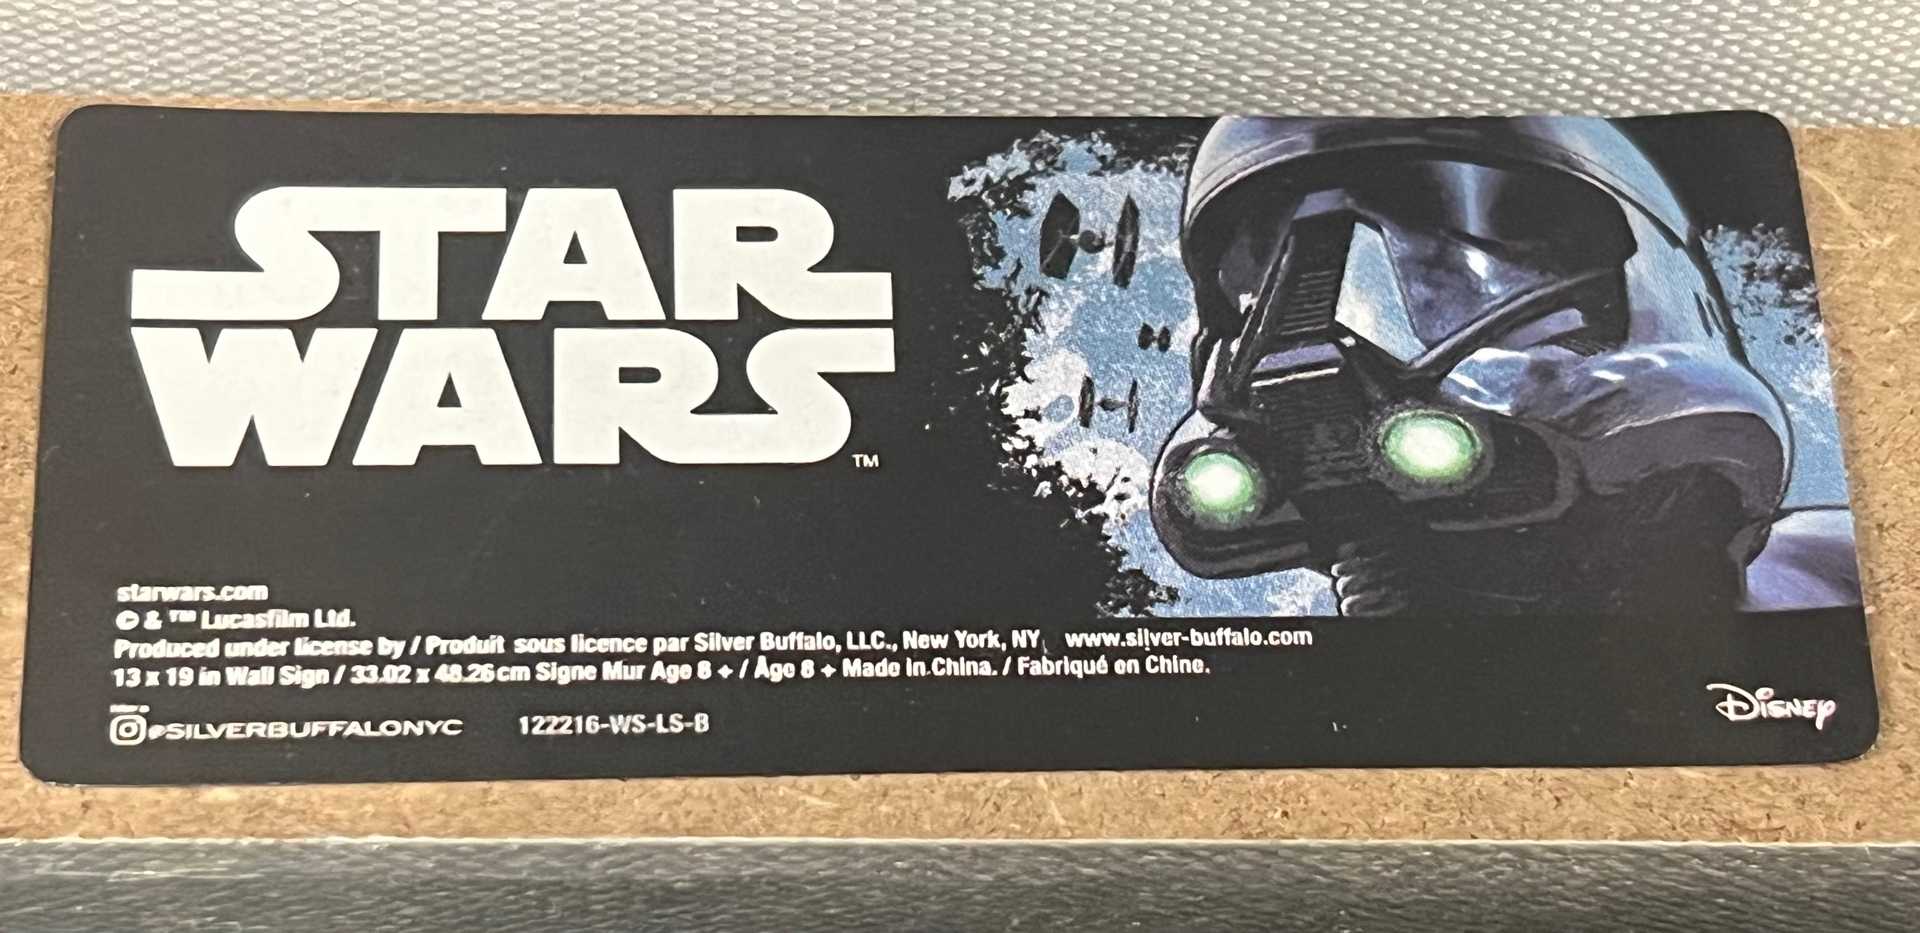 STAR
WARS
TM
starwars.com
© & ™ Lucasfilm Ltd.
Produced under license by / Produit sous licence par Silver Buffalo, LLC., New York, NY, www.silver-buffalo.com
13 x 19 in Wall Sign / 33.02 x 48.26 cm Signe Mur Age 8 + / Âge 8 + Made in China. / Fabriqué en Chine.
@SILVERBUFFALONYC 122216-WS-LS-B
Disney